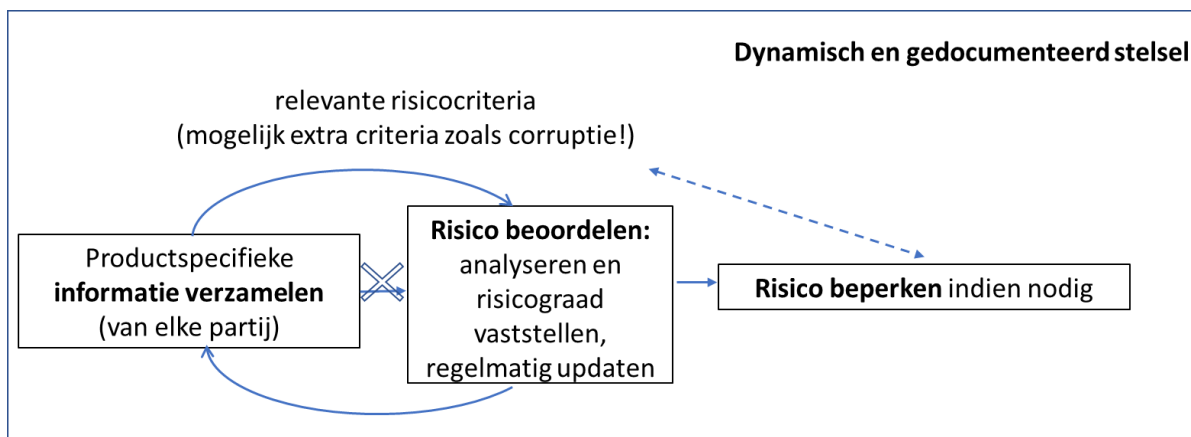 Dynamisch en gedocumenteerd stelsel
relevante risicocriteria
(mogelijk extra criteria zoals corruptie!)
Productspecifieke
informatie verzamelen
(van elke partij)
Risico beoordelen:
analyseren en
risicograad
vaststellen,
regelmatig updaten
Risico beperken indien nodig